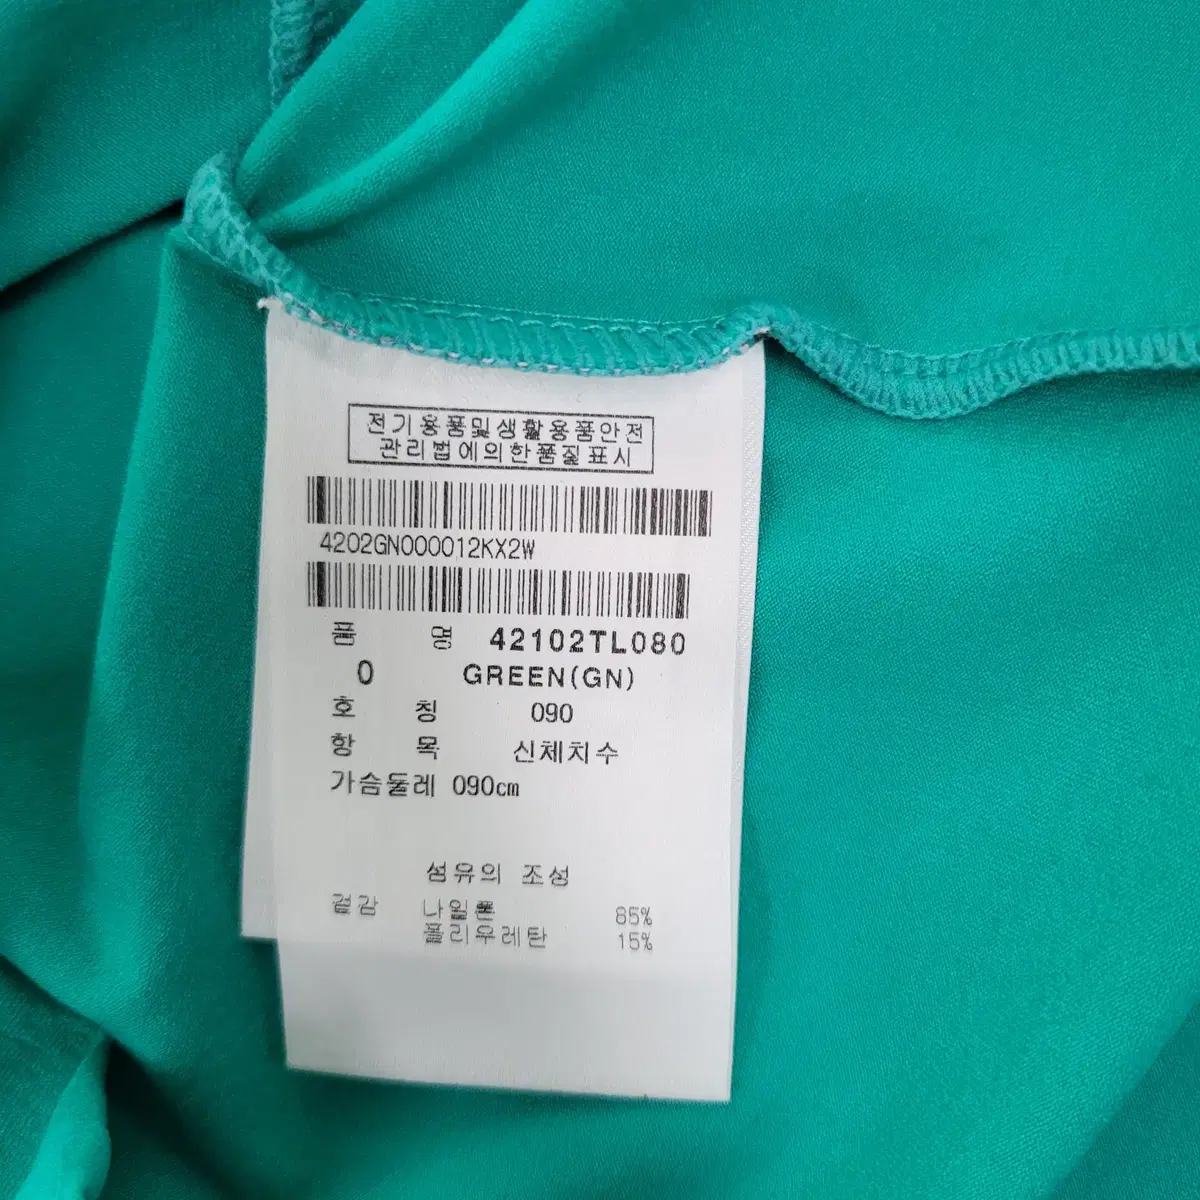 전기용품및생활용품안전
관리법에의한품질표시
4202GN000012KX2W
품 명 42102TL080
0 GREEN(GN)
호 칭 090
항 목 신체치수
가슴둘레 090cm
섬유의 조성
겉감 나일론 85%
폴리우레탄 15%